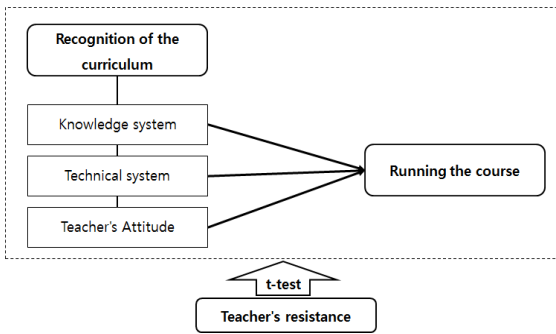 Recognition of the
curriculum
Knowledge system
Technical system
Teacher's Attitude
Running the course
t-test
Teacher's resistance